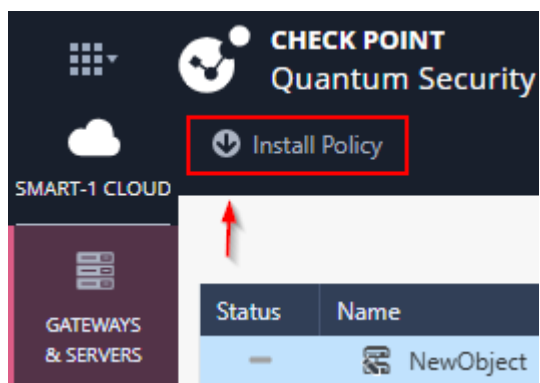 CHECK POINT
Quantum Security
SMART-1 CLOUD
Install Policy
GATEWAYS
& SERVERS
Status Name
NewObject